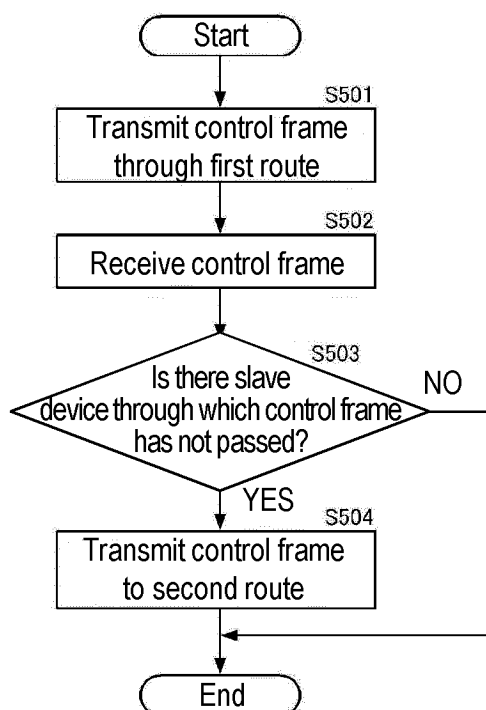 Start
S501
Transmit control frame
through first route
S502
Receive control frame
S503
Is there slave
device through which control frame
has not passed?
NO
YES
S504
Transmit control frame
to second route
End